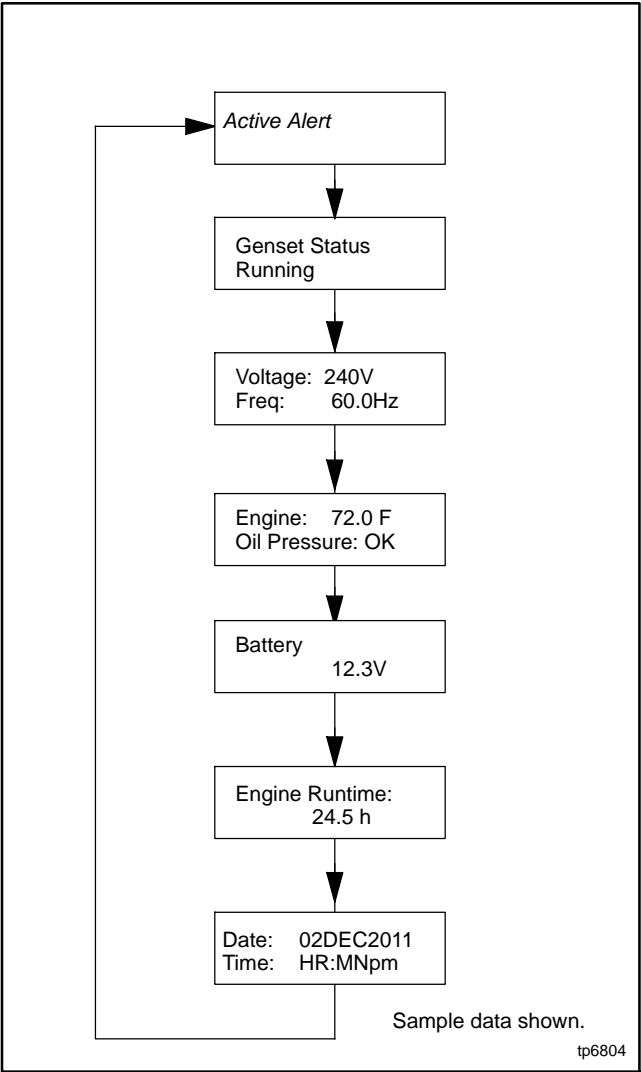 Active Alert
Genset Status
Running
Voltage: 240V
Freq: 60.0Hz
Engine: 72.0 F
Oil Pressure: OK
Battery
12.3V
Engine Runtime:
24.5 h
Date: 02DEC2011
Time: HR:MNpm
Sample data shown.
tp6804